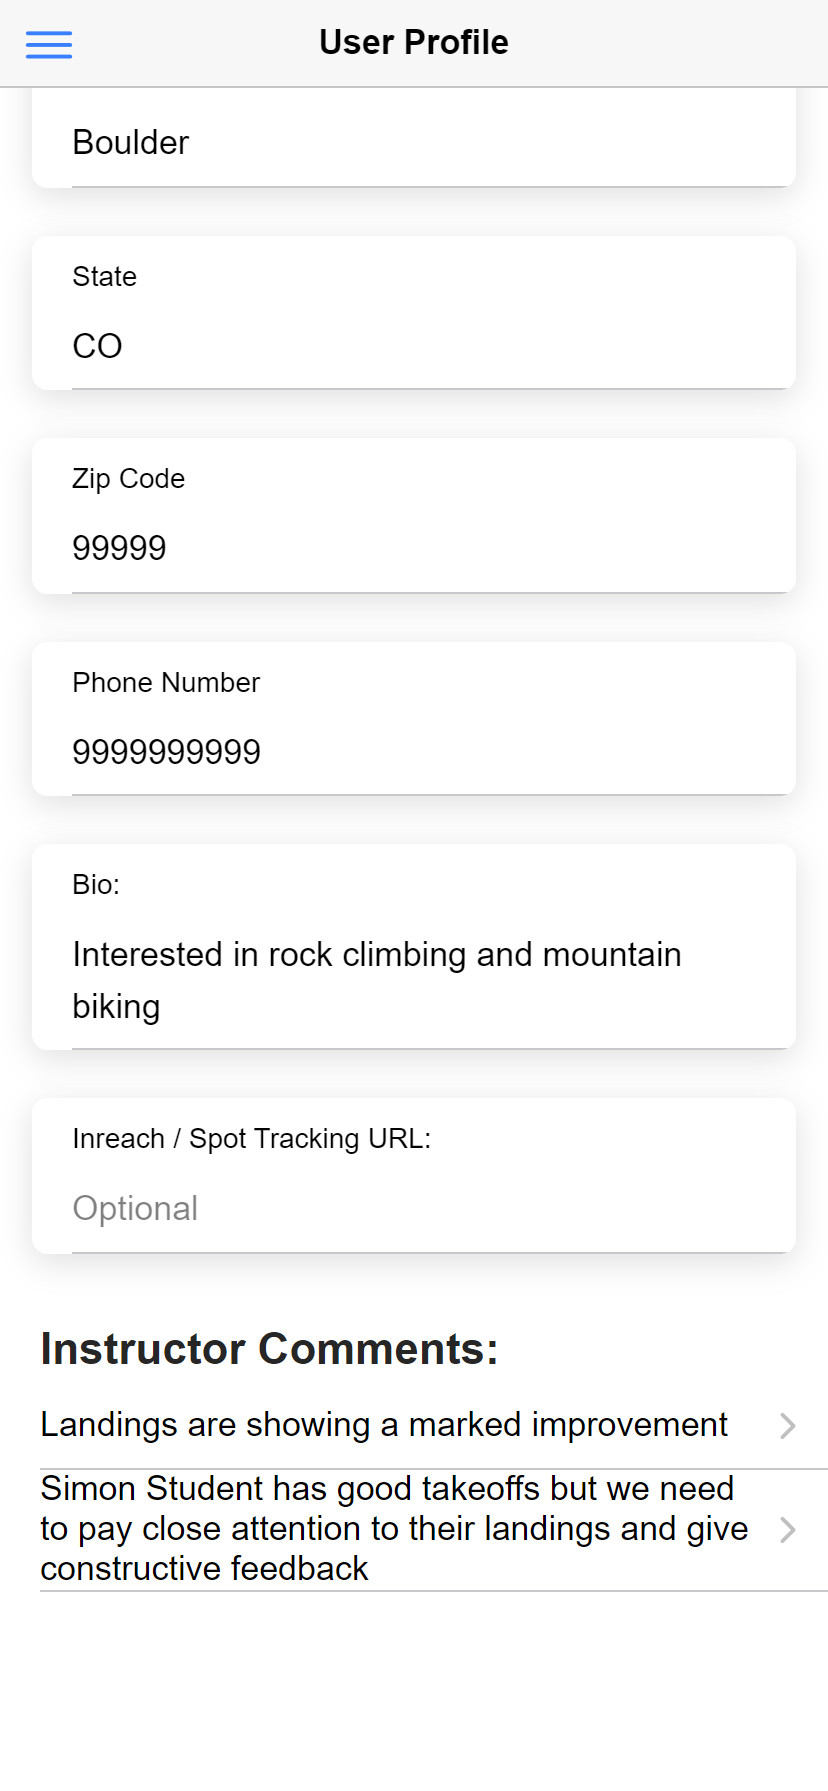 User Profile
Boulder
State
CO
Zip Code
99999
Phone Number
9999999999
Bio:
Interested in rock climbing and mountain
biking
Inreach / Spot Tracking URL:
Optional
Instructor Comments:
Landings are showing a marked improvement
Simon Student has good takeoffs but we need
to pay close attention to their landings and give
constructive feedback